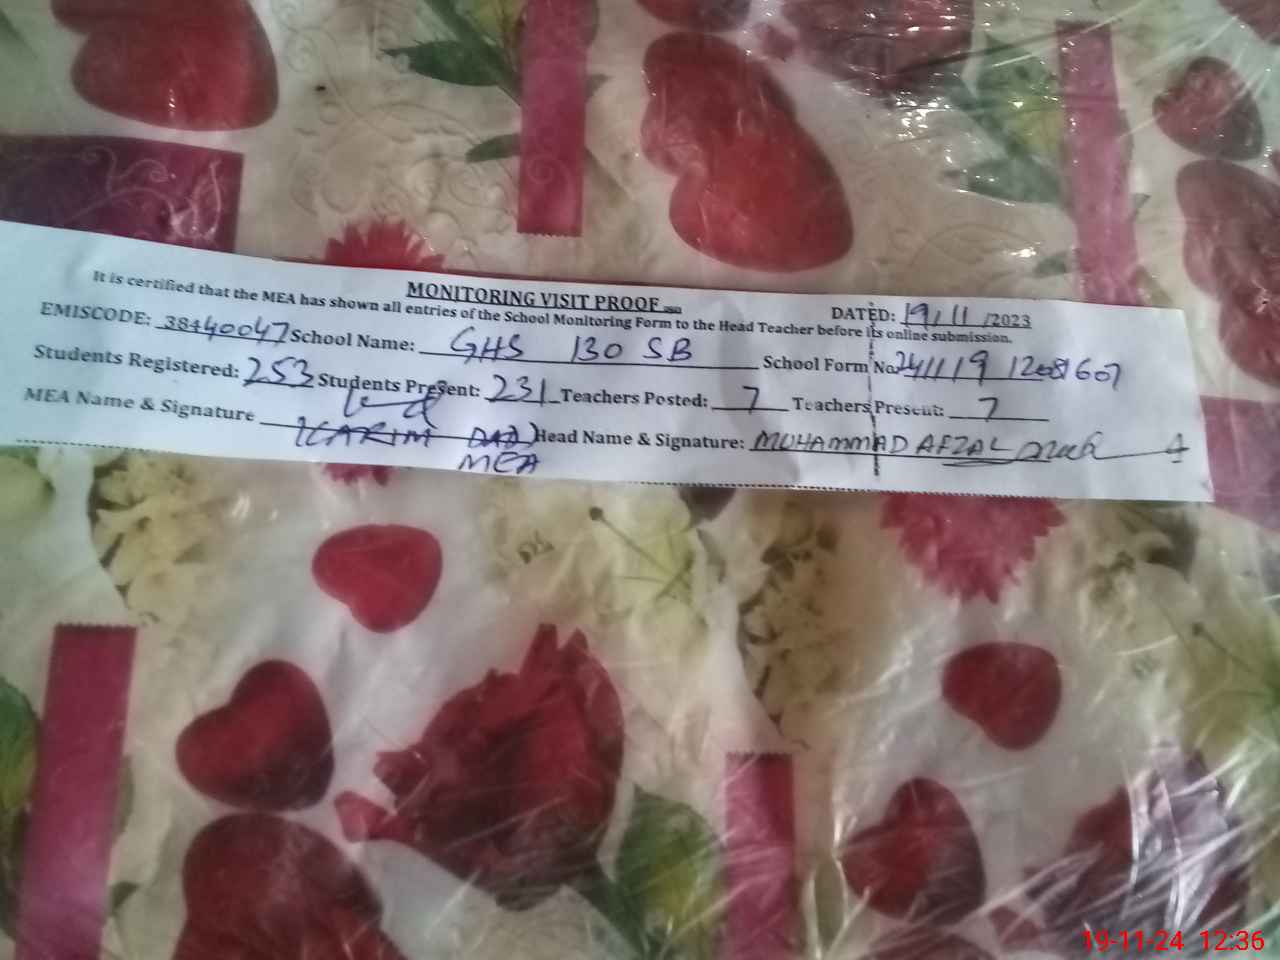 MONITORING VISIT PROOF
DATED: 19/11/2023
It is certified that the MEA has shown all entries of the School Monitoring Form to the Head Teacher before its online submission.
EMISCODE: 38440047 School Name: GHS 130 SB School Form No. 241119
Students Registered: 253 Students Present: 231 Teachers Posted: 7 Teachers Present: 7
MEA Name & Signature KARIM DAD Head Name & Signature: MUHAMMAD AFZAL
MEA
19-11-24 12:36